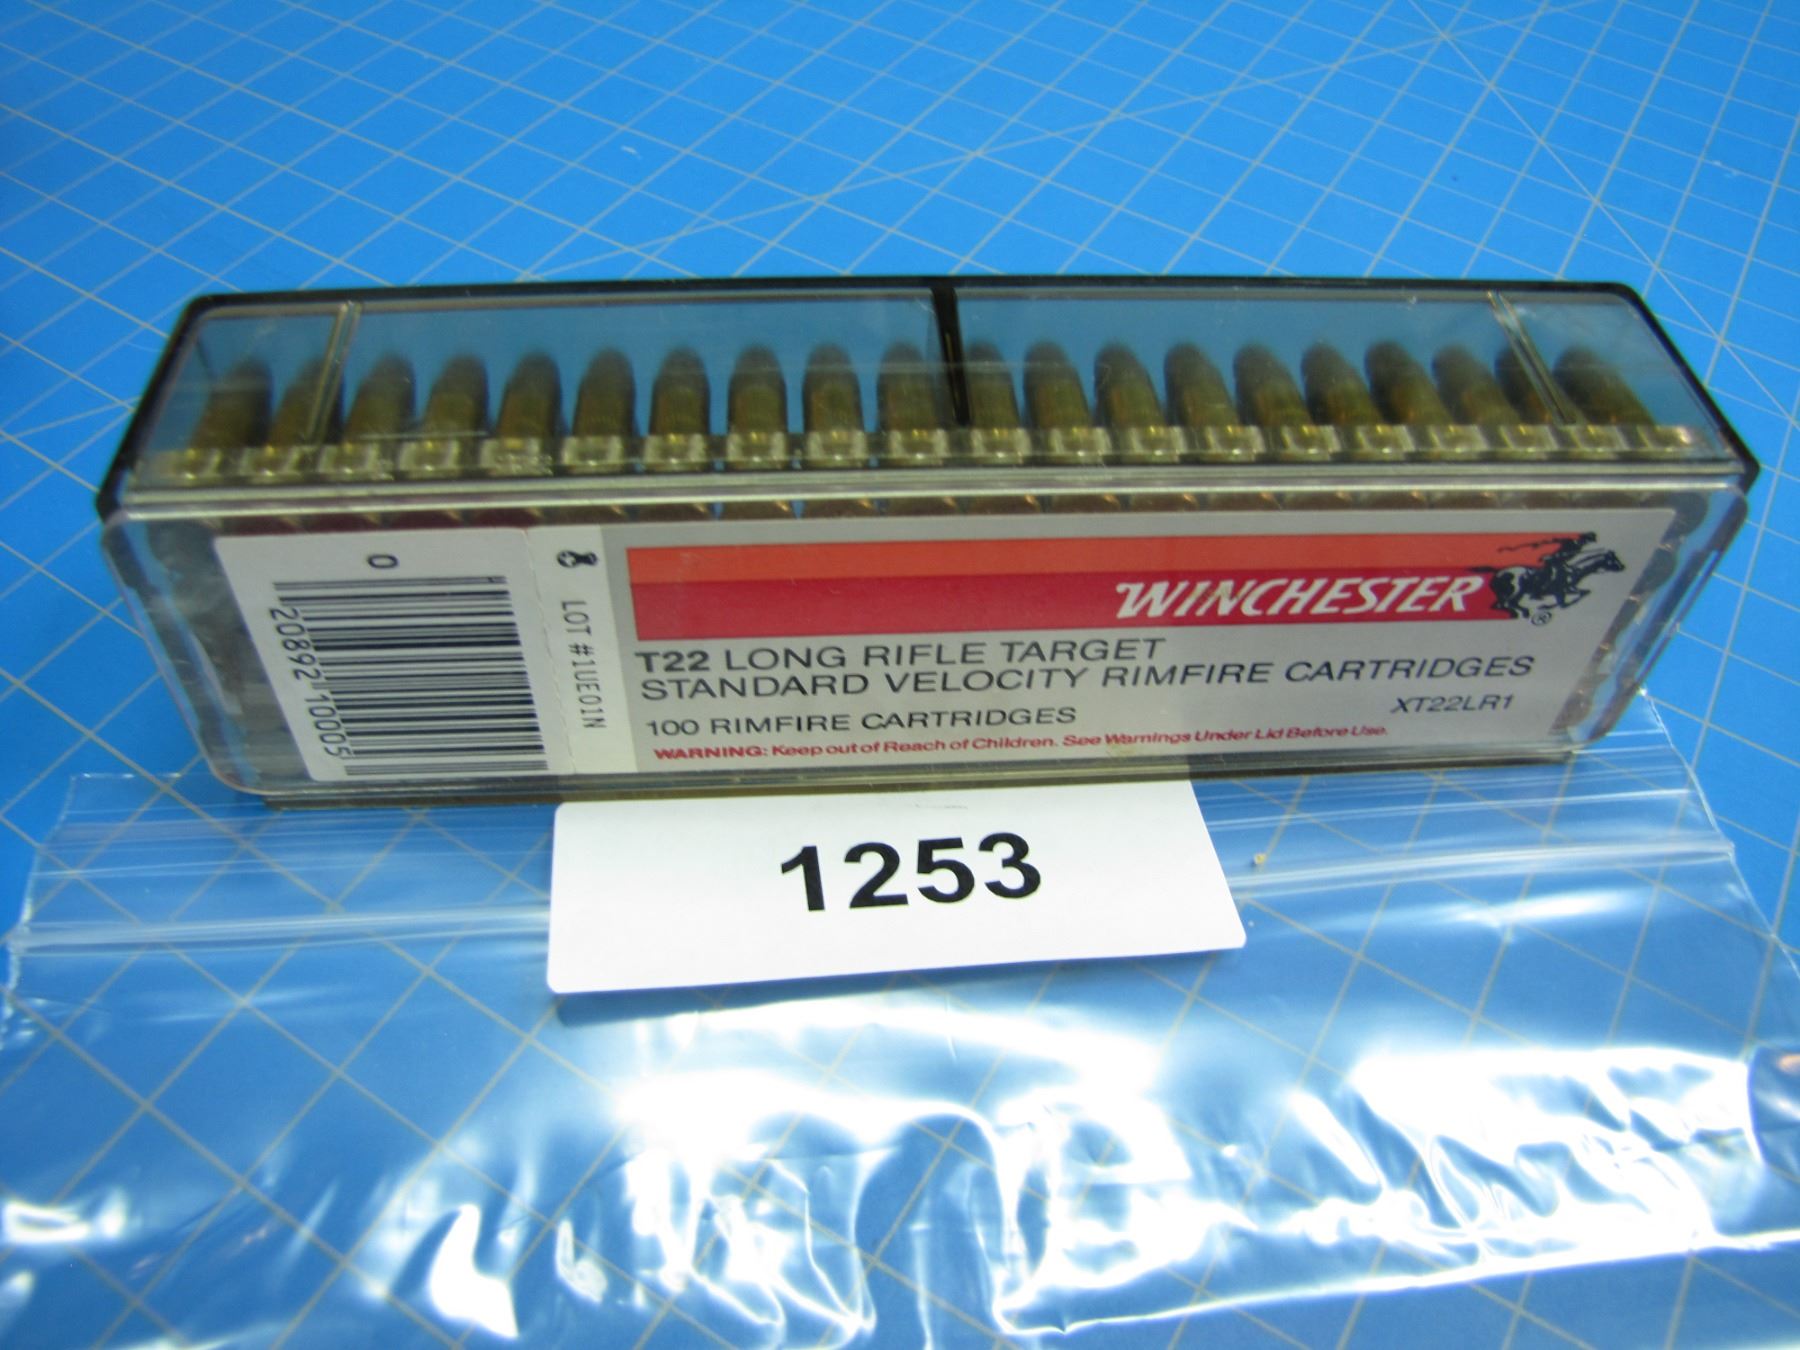 0
20892 10005
LOT #1UE01N
WINCHESTER®
T22 LONG RIFLE TARGET
STANDARD VELOCITY RIMFIRE CARTRIDGES
100 RIMFIRE CARTRIDGES
XT22LR1
WARNING: Keep out of Reach of Children. See Warnings Under Lid Before Use.
1253